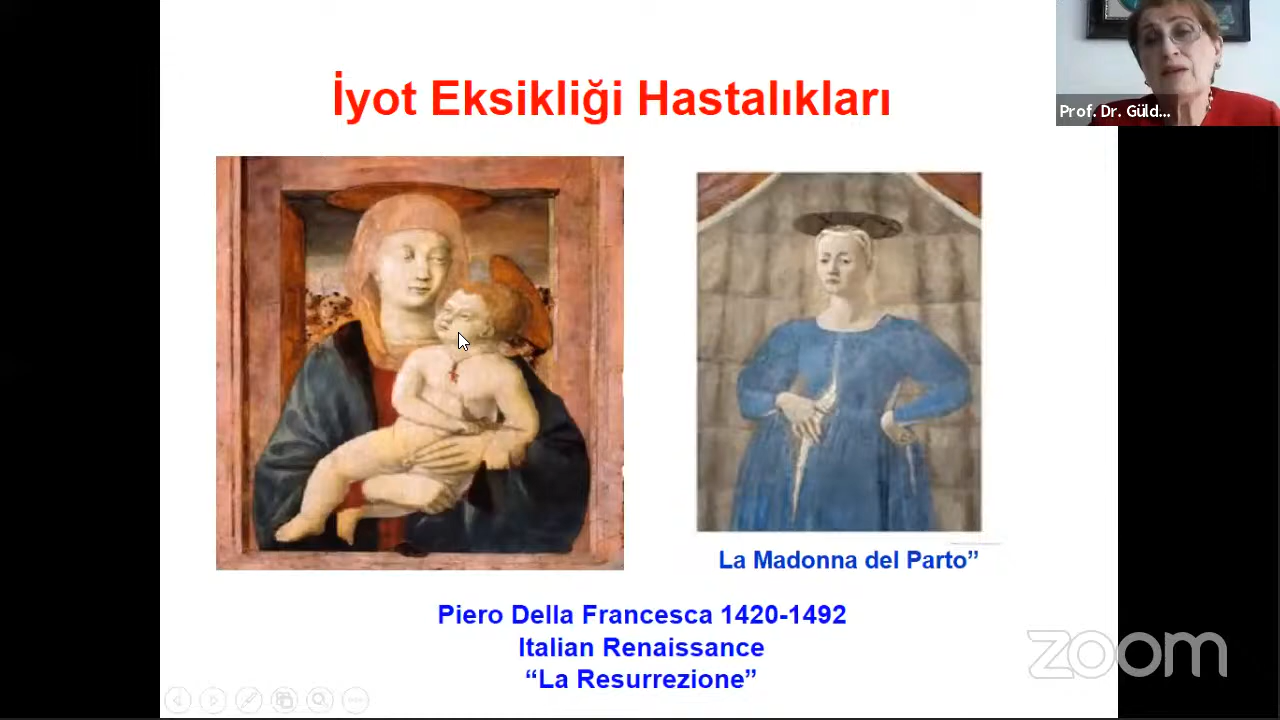 İyot Eksikliği Hastalıkları
Prof. Dr. Güld...
La Madonna del Parto”
Piero Della Francesca 1420-1492
Italian Renaissance
“La Resurrezione”
zoom